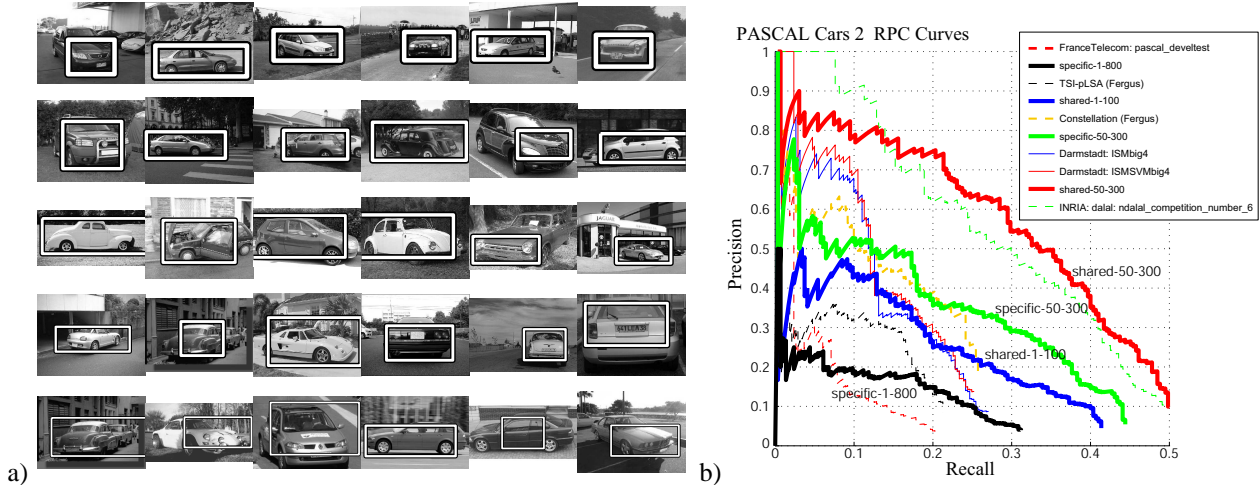 PASCAL Cars 2 RPC Curves
1
0.9
0.8
0.7
0.6
0.5
0.4
0.3
0.2
0.1
0
Precision
FranceTelecom: pascal_develtest
specific-1-800
TSI-pLSA (Fergus)
shared-1-100
Constellation (Fergus)
specific-50-300
Darmstadt: ISMbig4
Darmstadt: ISMSVMbig4
shared-50-300
INRIA: dalal: ndalal_competition_number_6
shared-50-300
specific-50-300
shared-1-100
specific-1-800
0 0.1 0.2 0.3 0.4 0.5
Recall
JAGUAR
a)
b)